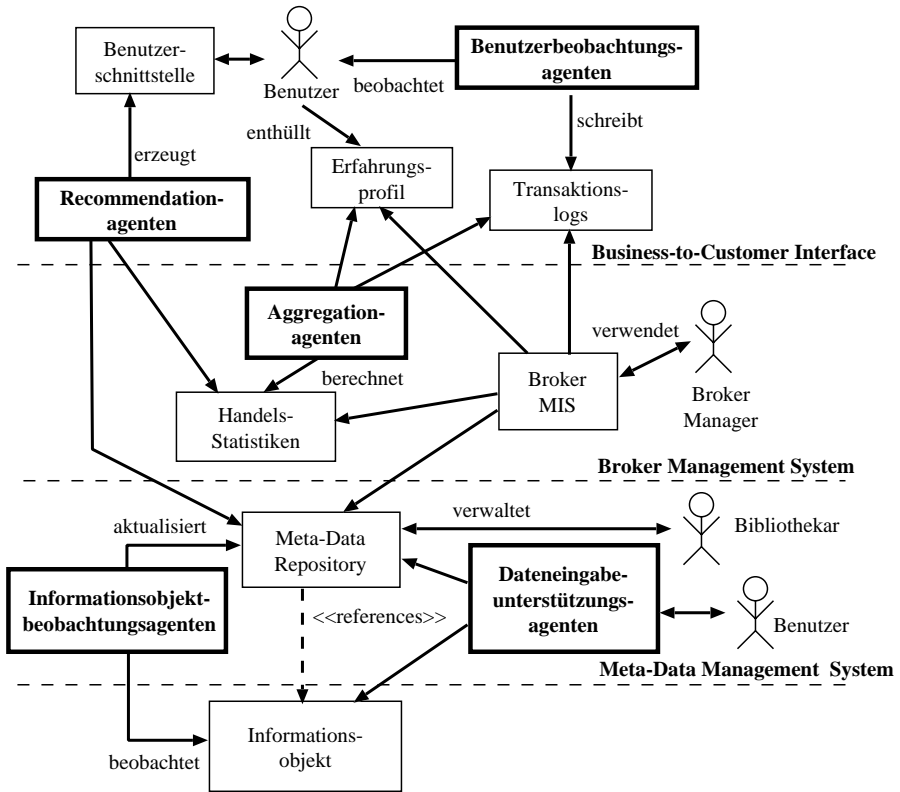 Benutzer-
schnittstelle
Benutzer
Benutzerbeobachtungs-
agenten
beobachtet
enthüllt
schreibt
erzeugt
Erfahrungs-
profil
Transaktions-
logs
Recommendation-
agenten
Business-to-Customer Interface
Aggregation-
agenten
verwendet
berechnet
Broker
MIS
Broker
Manager
Handels-
Statistiken
Broker Management System
verwaltet
aktualisiert
Bibliothekar
Meta-Data
Repository
Dateneingabe-
unterstützungs-
agenten
Informationsobjekt-
beobachtungsagenten
<<references>>
Benutzer
Meta-Data Management System
Informations-
objekt
beobachtet